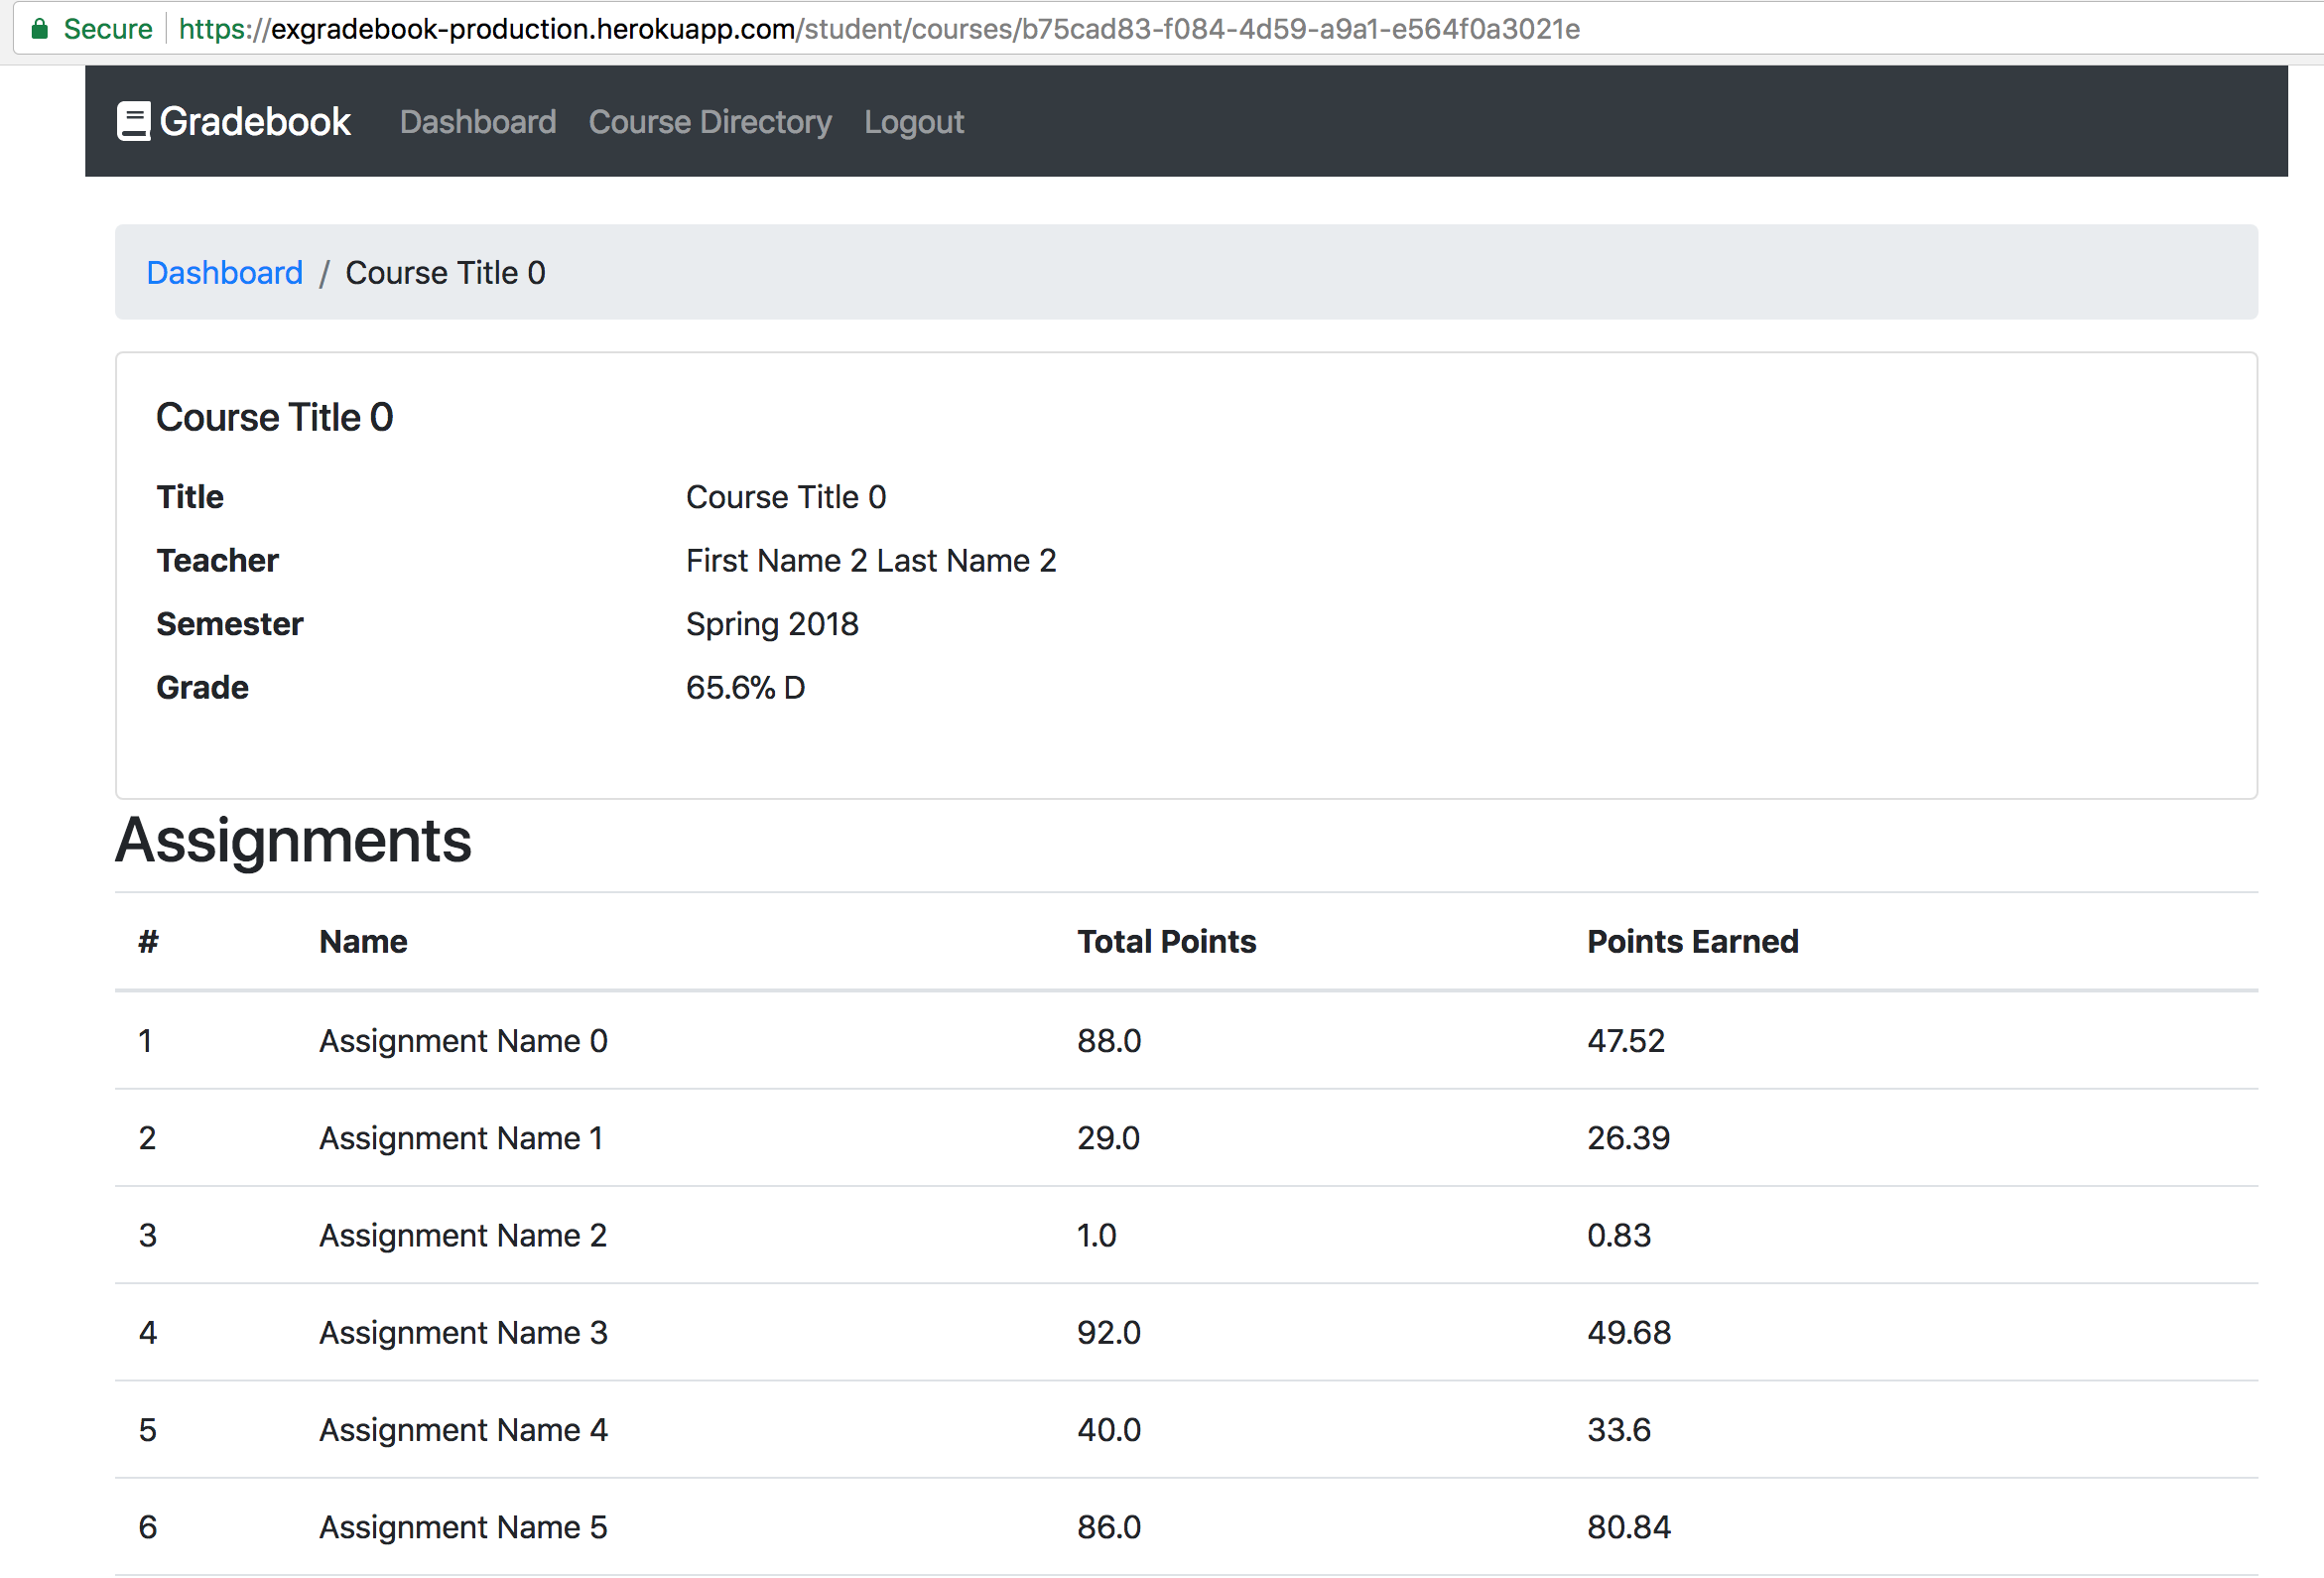 Secure https://exgradebook-production.herokuapp.com/student/courses/b75cad83-f084-4d59-a9a1-e564f0a3021e
Gradebook Dashboard Course Directory Logout
Dashboard / Course Title 0
Course Title 0
Title Course Title 0
Teacher First Name 2 Last Name 2
Semester Spring 2018
Grade 65.6% D
Assignments
# Name Total Points Points Earned
1 Assignment Name 0 88.0 47.52
2 Assignment Name 1 29.0 26.39
3 Assignment Name 2 1.0 0.83
4 Assignment Name 3 92.0 49.68
5 Assignment Name 4 40.0 33.6
6 Assignment Name 5 86.0 80.84